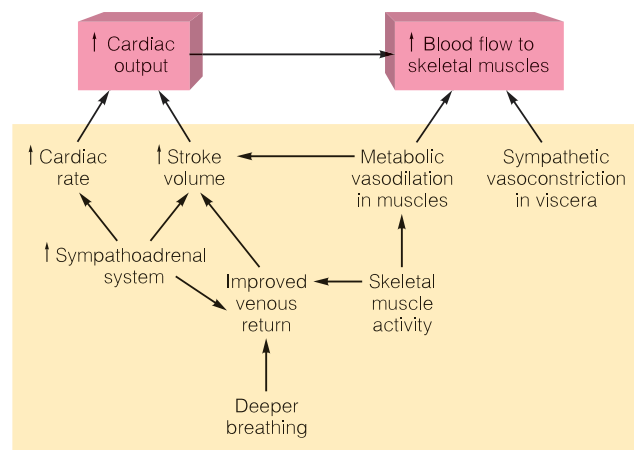 ↑ Cardiac
output
↑ Blood flow to
skeletal muscles
↑ Cardiac
rate
↑ Stroke
volume
Metabolic
vasodilation
in muscles
Sympathetic
vasoconstriction
in viscera
↑ Sympathoadrenal
system
Improved
venous
return
Skeletal
muscle
activity
Deeper
breathing